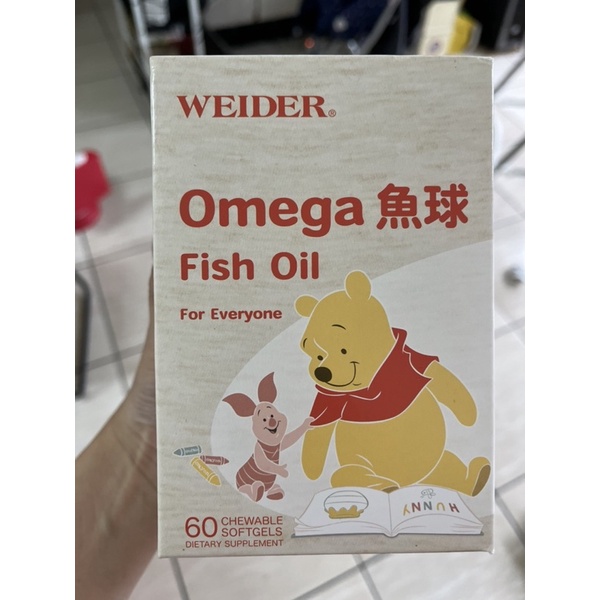 WEIDER®
Omega 魚球
Fish Oil
For Everyone
HUNNY
60 CHEWABLE
SOFTGELS
DIETARY SUPPLEMENT